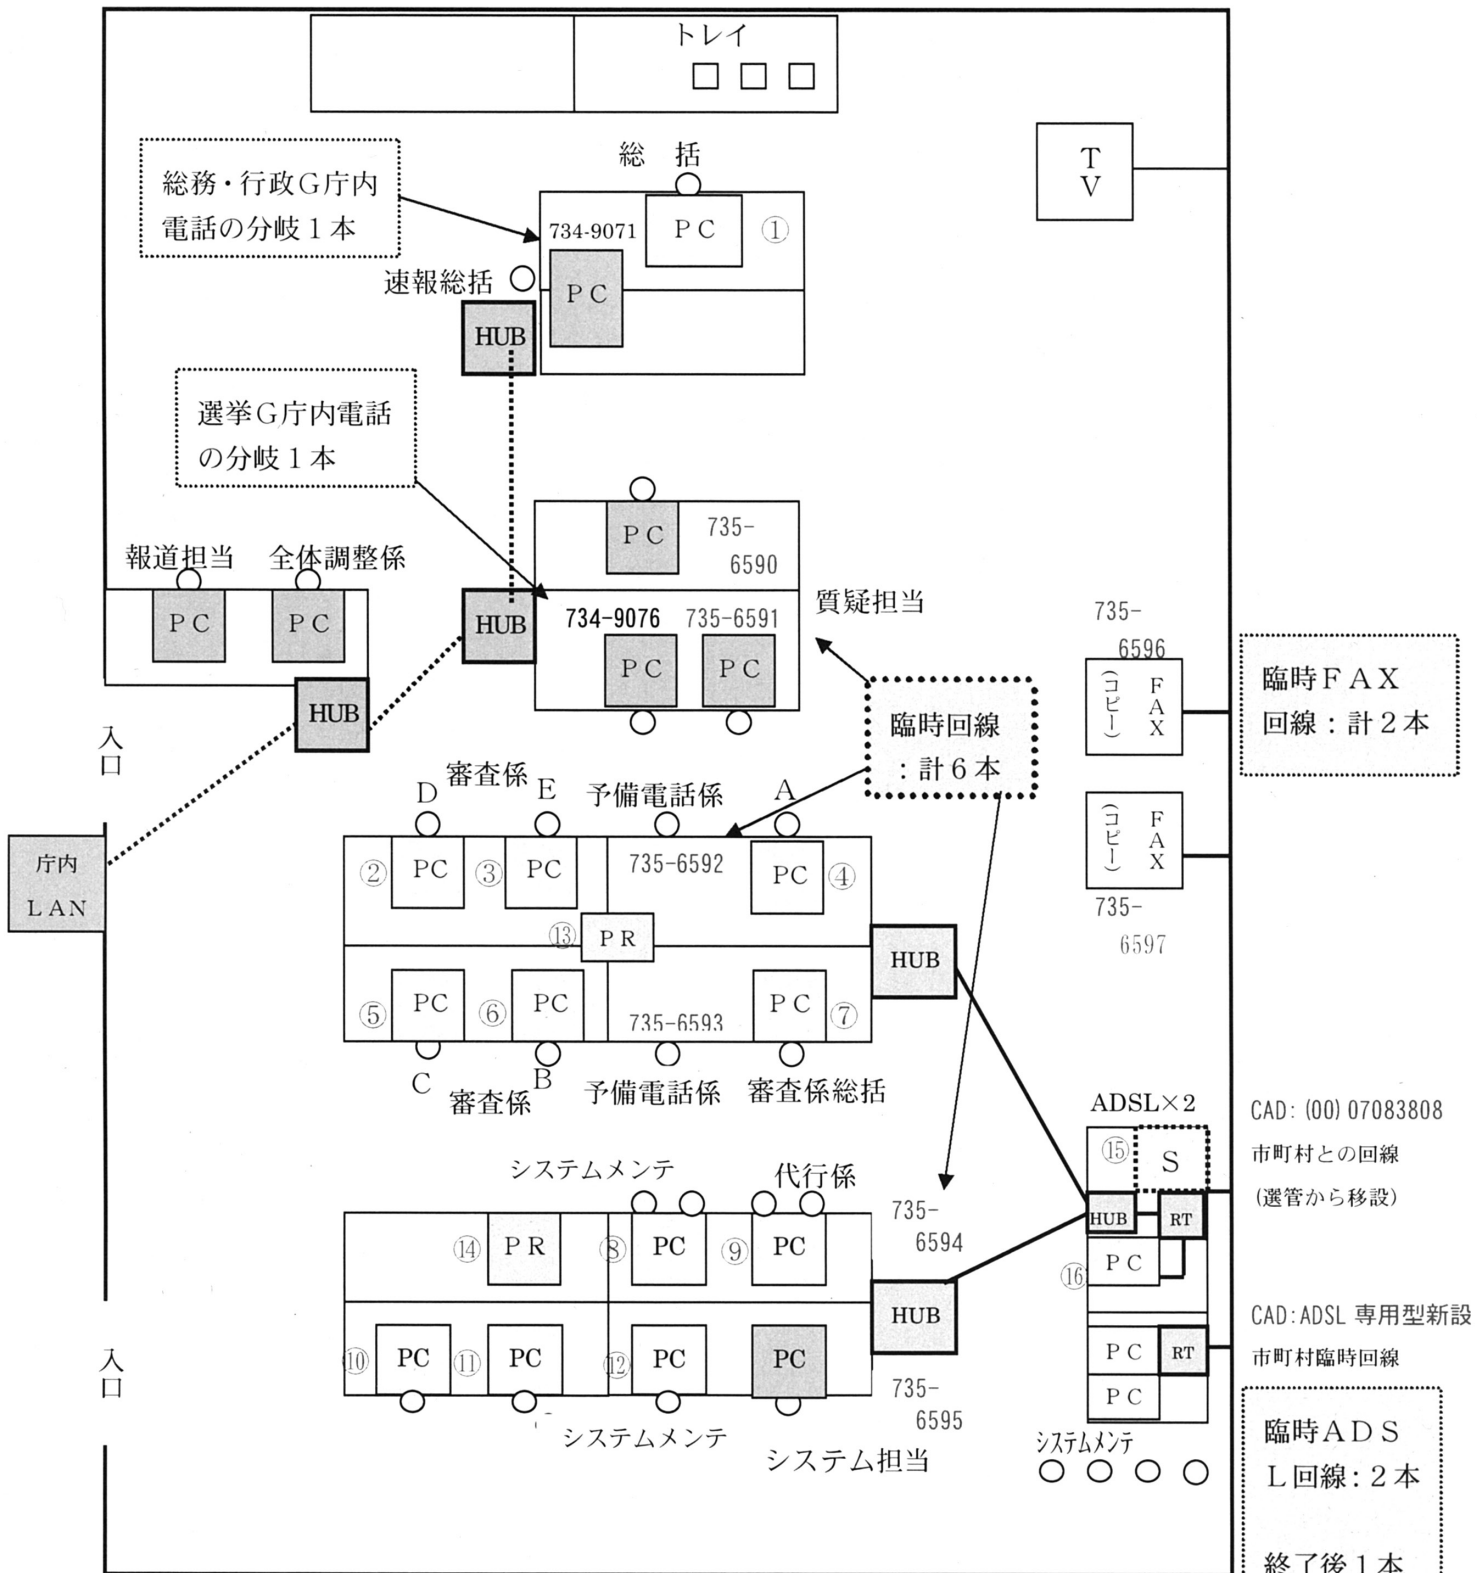 トレイ
ＴＶ
総　括
総務・行政Ｇ庁内
電話の分岐１本
734-9071
ＰＣ
①
速報総括
ＰＣ
HUB
選挙Ｇ庁内電話
の分岐１本
ＰＣ
735-
6590
報道担当
全体調整係
ＰＣ
ＰＣ
HUB
734-9076
735-6591
質疑担当
ＰＣ
ＰＣ
HUB
735-
6596
ＦＡＸ
(コピー)
臨時ＦＡＸ
回線：計２本
入口
臨時回線
：計６本
審査係
D
E
予備電話係
A
ＦＡＸ
(コピー)
735-
6597
庁内
LAN
②
PC
③
PC
735-6592
PC
④
⑬
ＰＲ
HUB
⑤
PC
⑥
PC
735-6593
ＰＣ
⑦
C
審査係
B
予備電話係
審査係総括
ADSL×2
CAD: (00) 07083808
市町村との回線
(選管から移設)
⑮
S
HUB
RT
システムメンテ
代行係
735-
6594
⑭
ＰＲ
⑧
PC
⑨
PC
⑯
ＰＣ
HUB
CAD:ADSL 専用型新設
市町村臨時回線
入口
⑩
PC
⑪
PC
⑫
PC
PC
ＰＣ
RT
735-
6595
ＰＣ
システムメンテ
システム担当
システムメンテ
臨時ＡＤＳ
Ｌ回線：２本
終了後１本